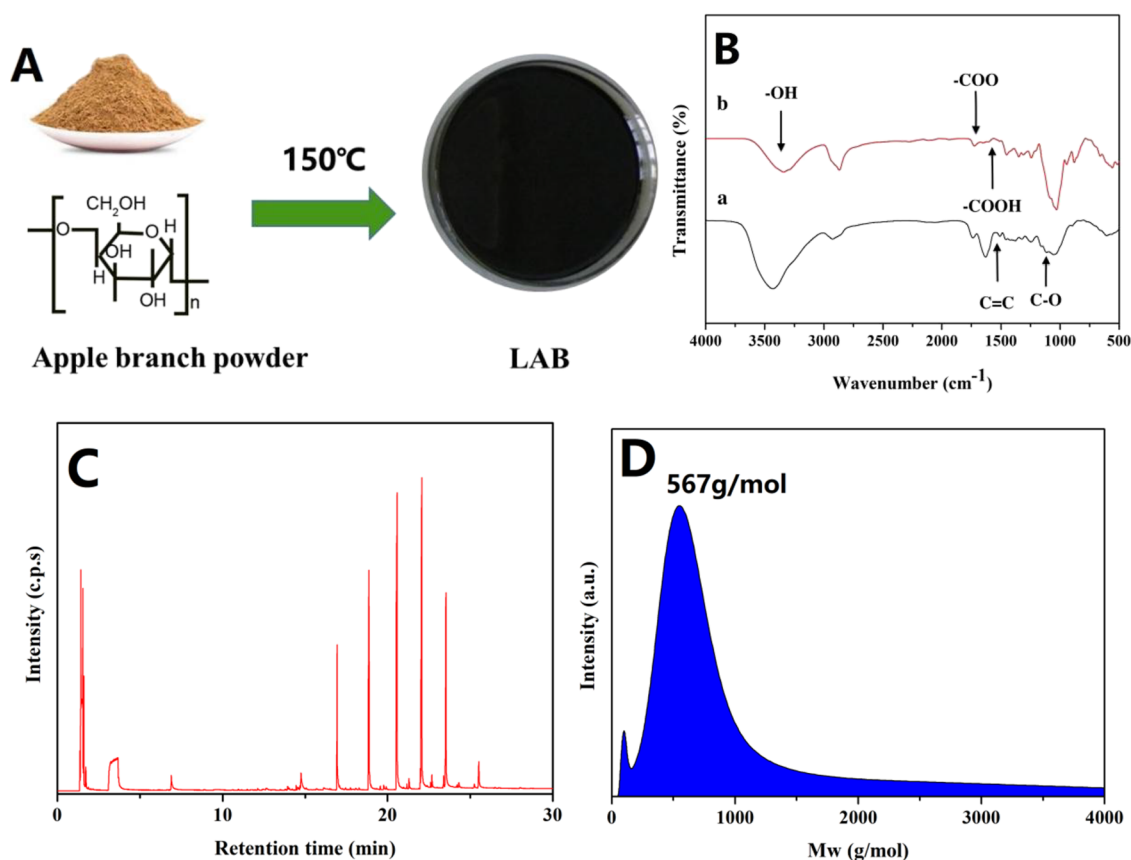 A
CH2OH
O
O
H
OH
H
OH
n
Apple branch powder
150℃
LAB
B
-OH
-COO
b
-COOH
a
C=C
C-O
Transmittance (%)
4000 3500 3000 2500 2000 1500 1000 500
Wavenumber (cm-1)
C
Intensity (c.p.s)
0 10 20 30
Retention time (min)
D
567g/mol
Intensity (a.u.)
0 1000 2000 3000 4000
Mw (g/mol)